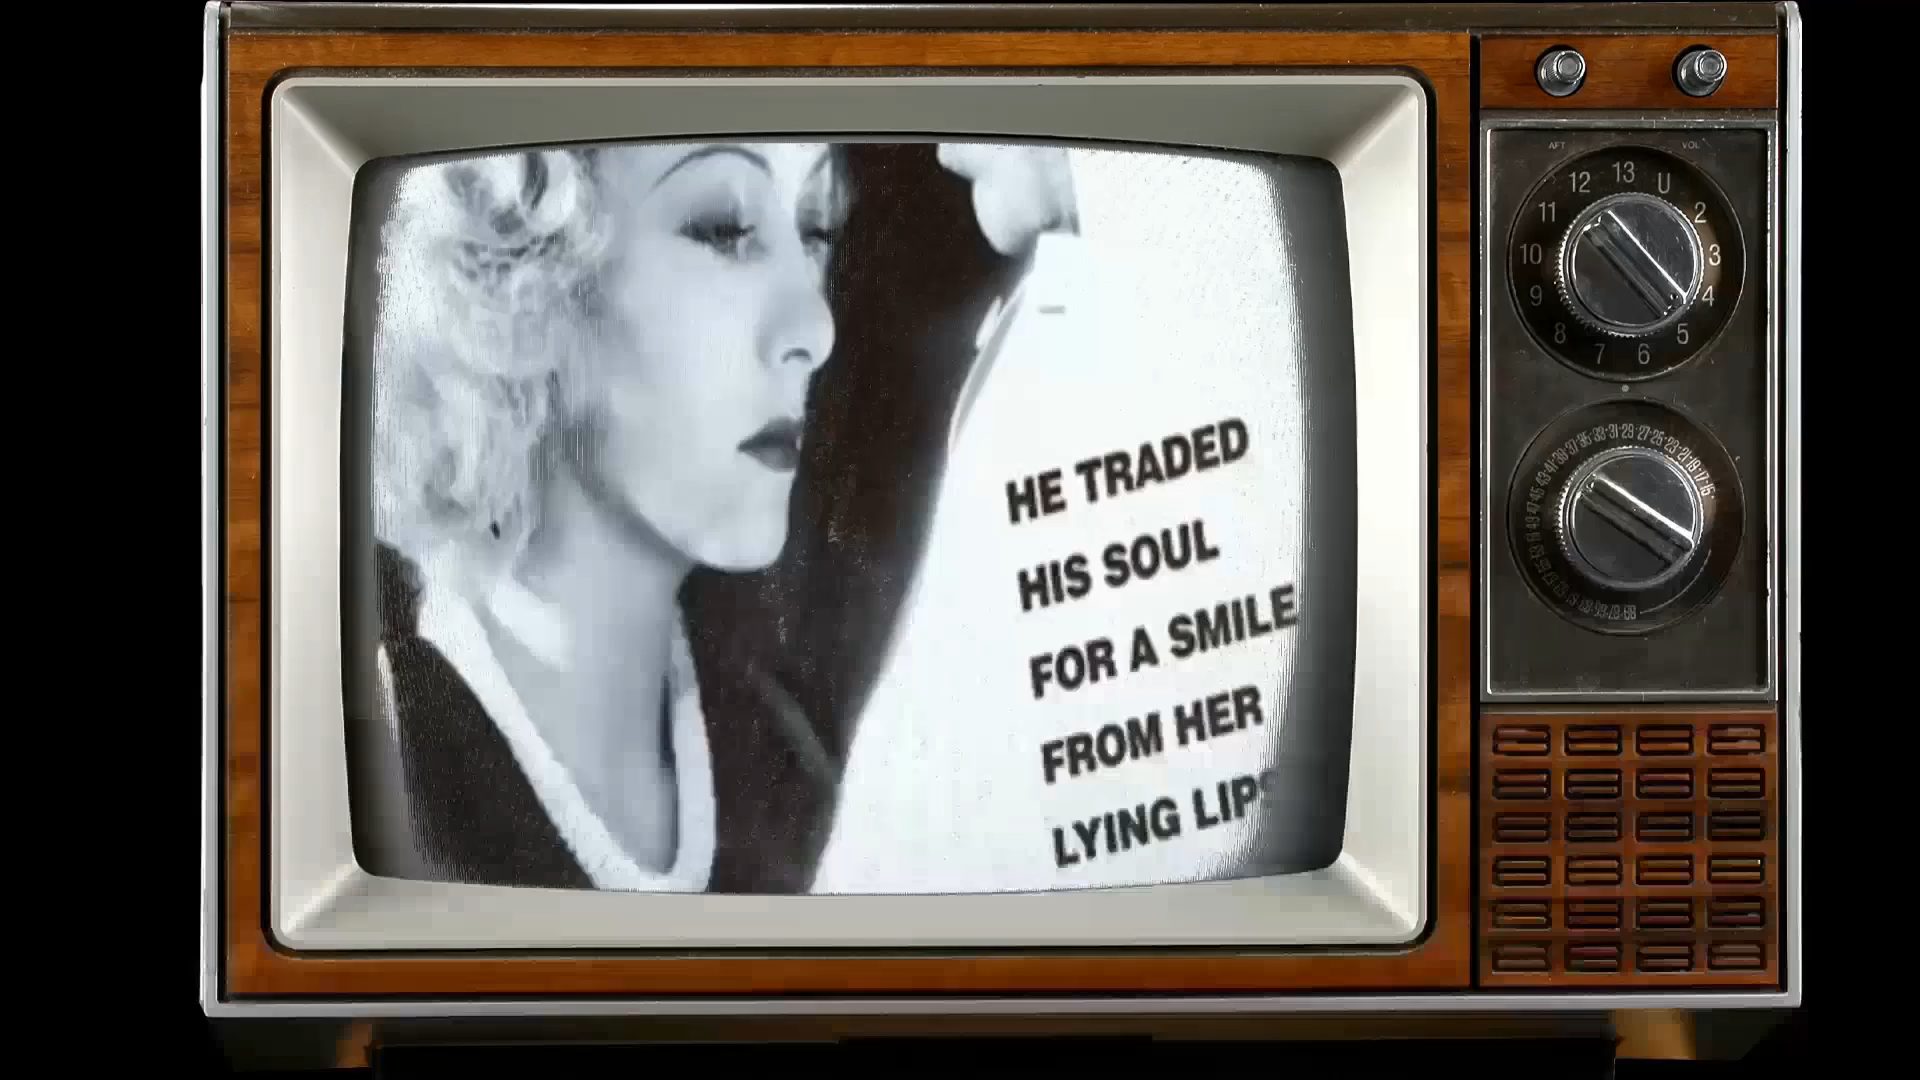 HE TRADED
HIS SOUL
FOR A SMILE
FROM HER
LYING LIPS
AFT VOL
13
12 U
11 2
10 3
9 4
8 5
7 6